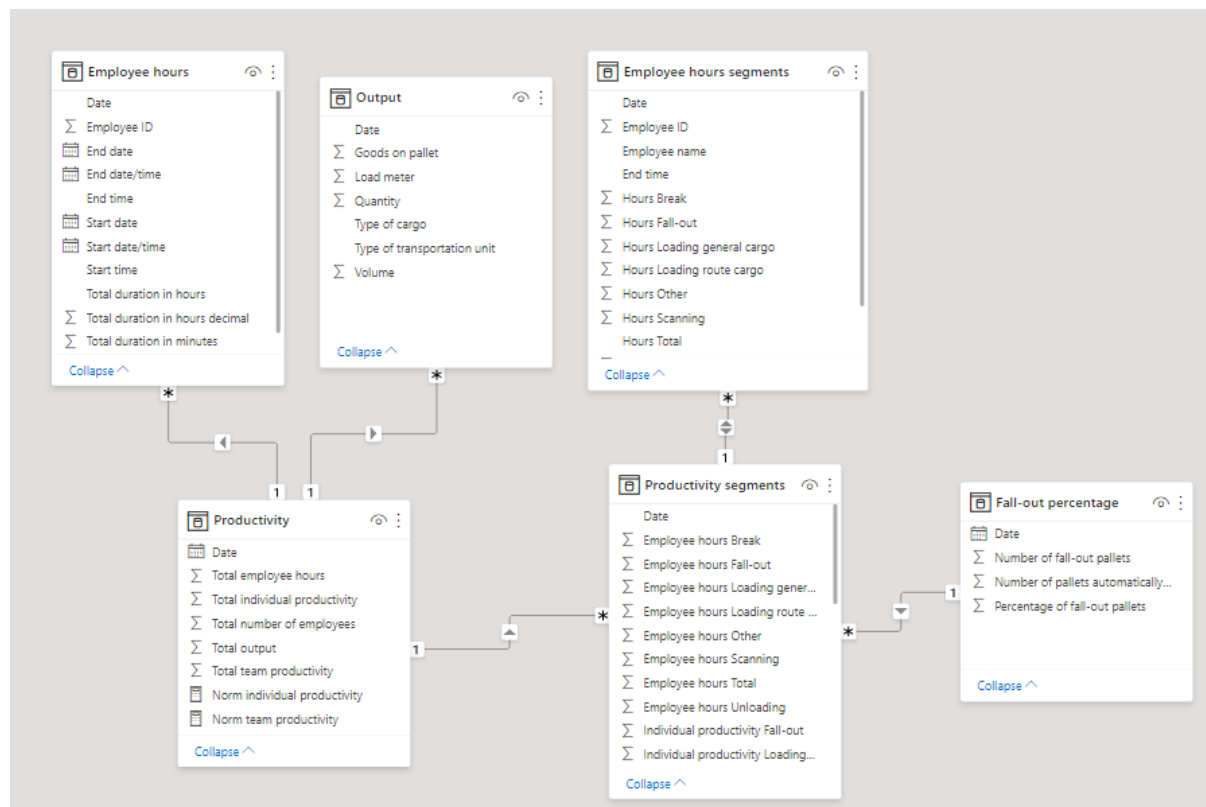 Employee hours
Date
Employee ID
End date
End date/time
End time
Start date
Start date/time
Start time
Total duration in hours
Total duration in hours decimal
Total duration in minutes
Collapse
*
Output
Date
Goods on pallet
Load meter
Quantity
Type of cargo
Type of transportation unit
Volume
Collapse
*
Employee hours segments
Date
Employee ID
Employee name
End time
Hours Break
Hours Fall-out
Hours Loading general cargo
Hours Loading route cargo
Hours Other
Hours Scanning
Hours Total
Collapse
*
1
1
1
Productivity
Date
Total employee hours
Total individual productivity
Total number of employees
Total output
Total team productivity
Norm individual productivity
Norm team productivity
Collapse
1
*
Productivity segments
Date
Employee hours Break
Employee hours Fall-out
Employee hours Loading gener...
Employee hours Loading route ...
Employee hours Other
Employee hours Scanning
Employee hours Total
Employee hours Unloading
Individual productivity Fall-out
Individual productivity Loading...
Collapse
*
1
Fall-out percentage
Date
Number of fall-out pallets
Number of pallets automatically...
Percentage of fall-out pallets
Collapse